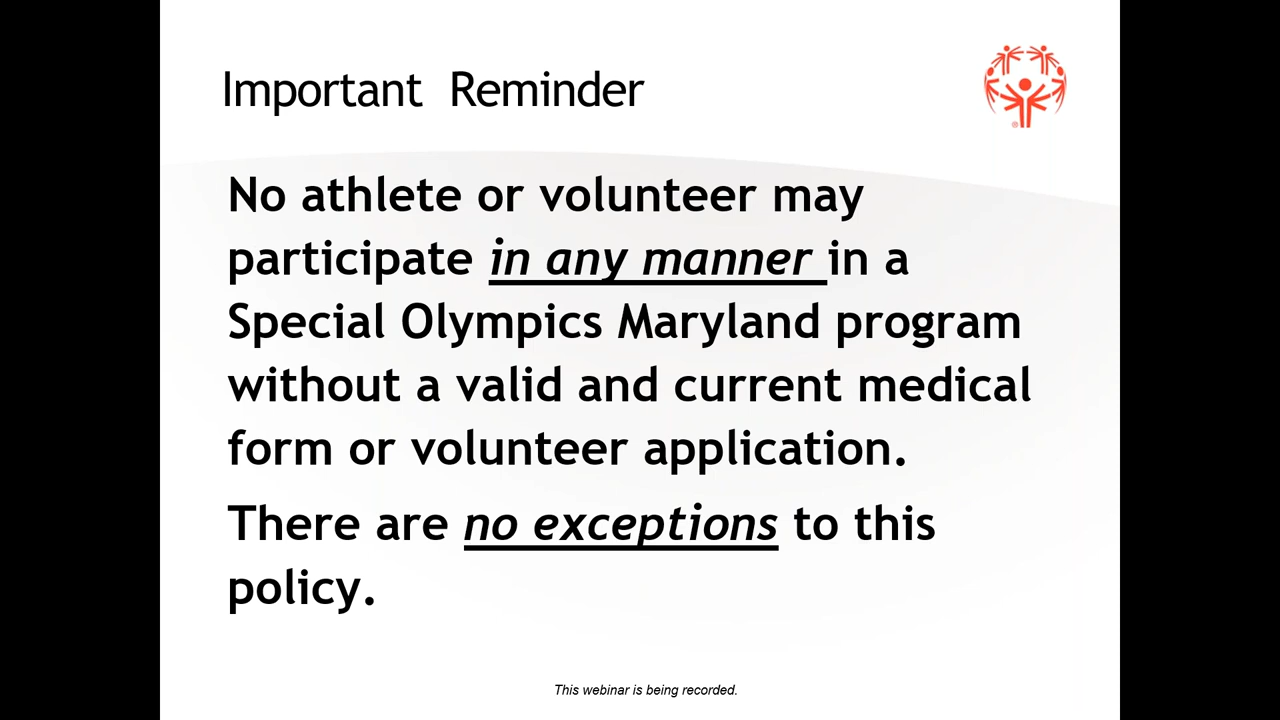 Important Reminder
No athlete or volunteer may
participate in any manner in a
Special Olympics Maryland program
without a valid and current medical
form or volunteer application.
There are no exceptions to this
policy.
This webinar is being recorded.